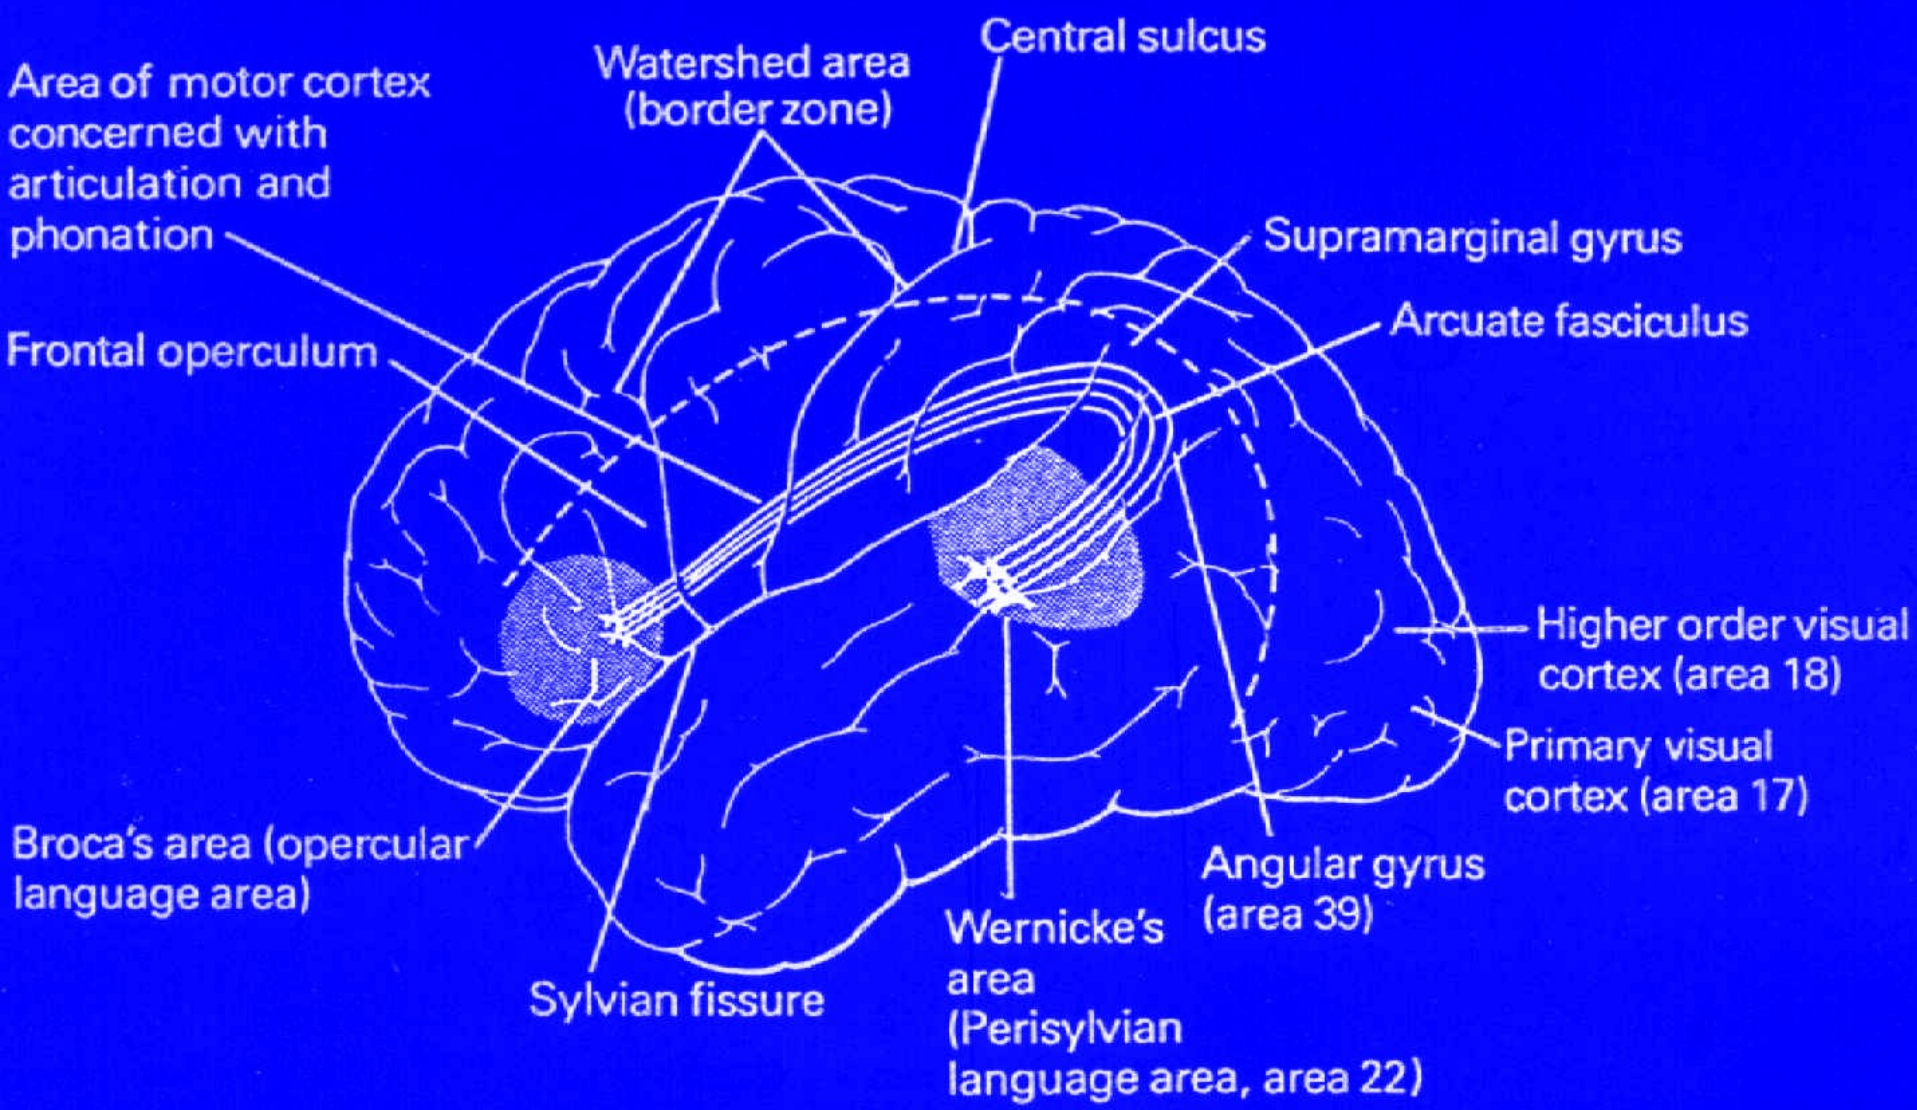 Central sulcus
Watershed area
(border zone)
Area of motor cortex
concerned with
articulation and
phonation
Supramarginal gyrus
Arcuate fasciculus
Frontal operculum
Higher order visual
cortex (area 18)
Primary visual
cortex (area 17)
Broca's area (opercular
language area)
Angular gyrus
(area 39)
Wernicke's
area
(Perisylvian
language area, area 22)
Sylvian fissure